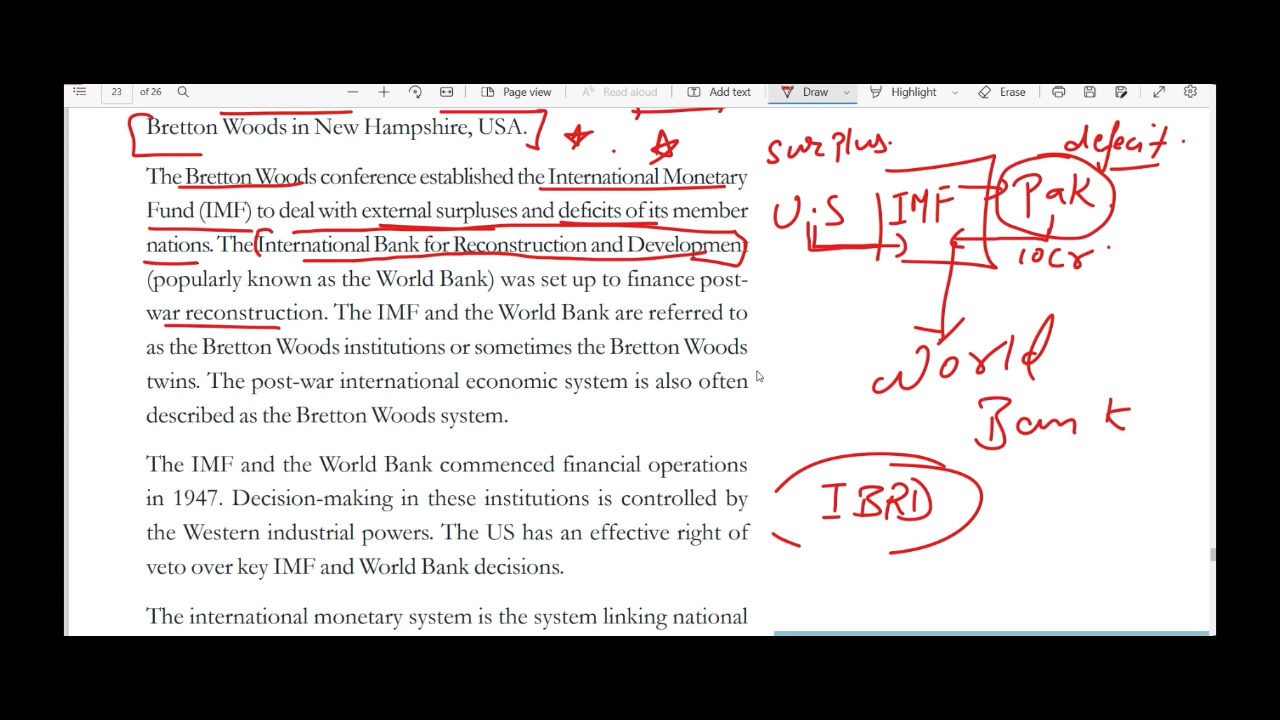 23 of 26 Page view Read aloud Add text Draw Highlight Erase
Bretton Woods in New Hampshire, USA.
The Bretton Woods conference established the International Monetary
Fund (IMF) to deal with external surpluses and deficits of its member
nations. The International Bank for Reconstruction and Development
(popularly known as the World Bank) was set up to finance post-
war reconstruction. The IMF and the World Bank are referred to
as the Bretton Woods institutions or sometimes the Bretton Woods
twins. The post-war international economic system is also often
described as the Bretton Woods system.
The IMF and the World Bank commenced financial operations
in 1947. Decision-making in these institutions is controlled by
the Western industrial powers. The US has an effective right of
veto over key IMF and World Bank decisions.
The international monetary system is the system linking national
surplus. defecit.
U.S IMF Pak
10Cr.
World
Bank
IBRD